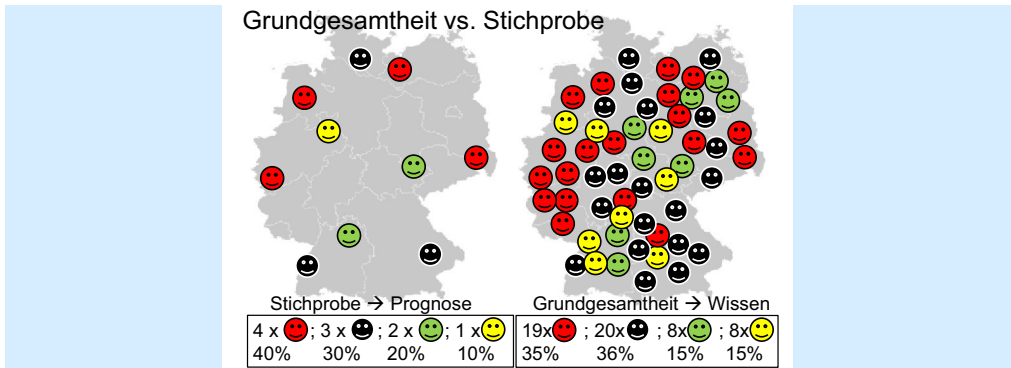 Grundgesamtheit vs. Stichprobe
Stichprobe → Prognose
4 x ; 3 x ; 2 x ; 1 x
40% 30% 20% 10%
Grundgesamtheit → Wissen
19x ; 20x ; 8x ; 8x
35% 36% 15% 15%